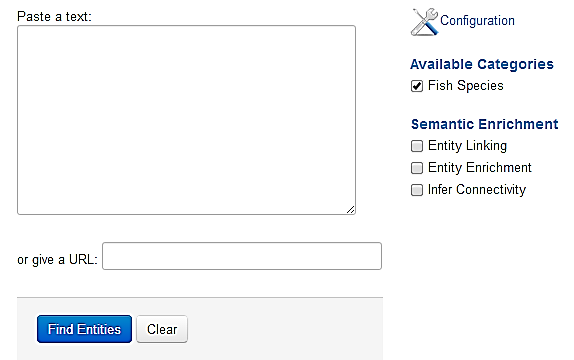 Paste a text:
Configuration
Available Categories
Fish Species
Semantic Enrichment
Entity Linking
Entity Enrichment
Infer Connectivity
or give a URL:
Find Entities
Clear